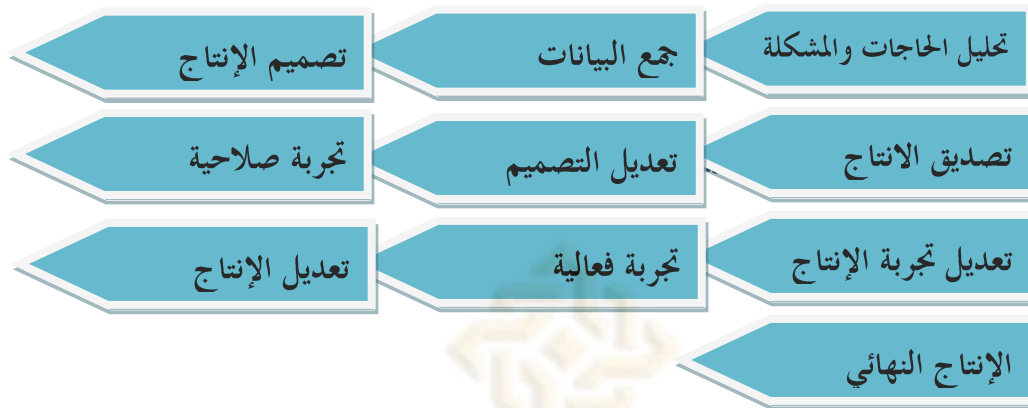 تحليل الحاجات والمشكلة
جمع البيانات
تصميم الإنتاج
تصديق الانتاج
تعديل التصميم
تجربة صلاحية
تعديل تجربة الإنتاج
تجربة فعالية
تعديل الإنتاج
الإنتاج النهائي